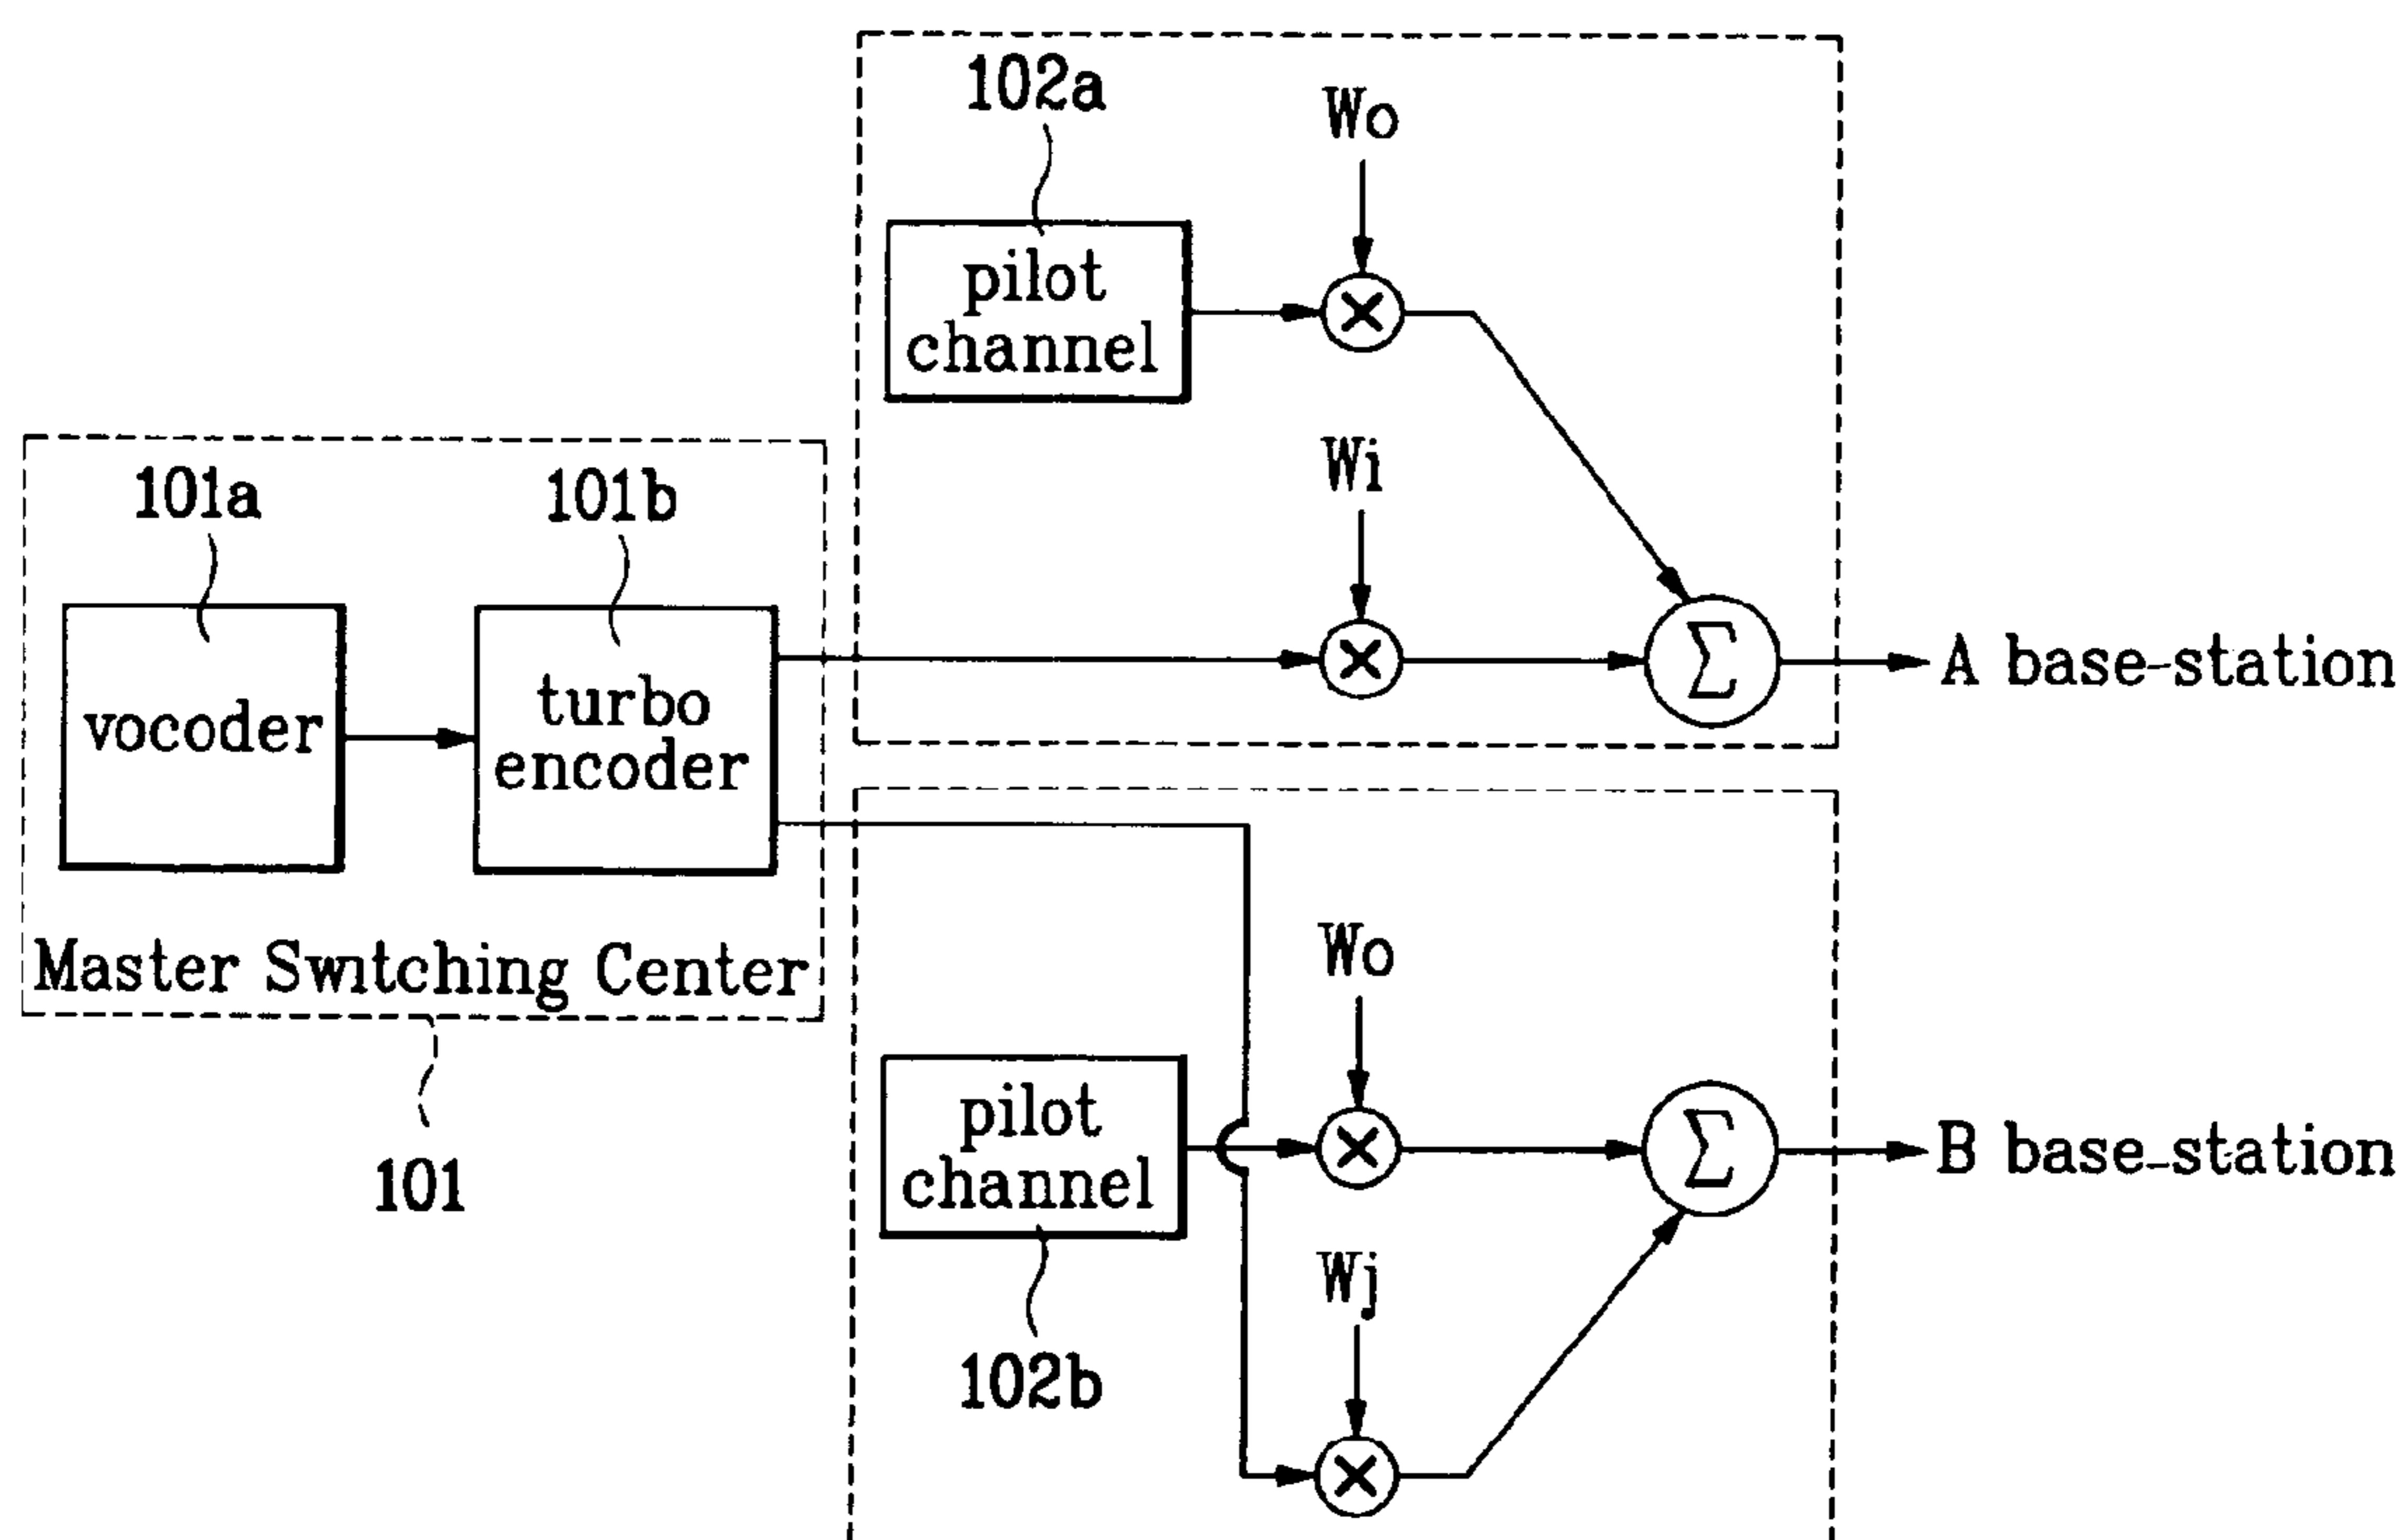 102a
Wo
pilot
channel
Wi
101a
101b
vocoder
turbo
encoder
Σ
A base-station
Master Switching Center
101
Wo
pilot
channel
Σ
B base-station
Wj
102b